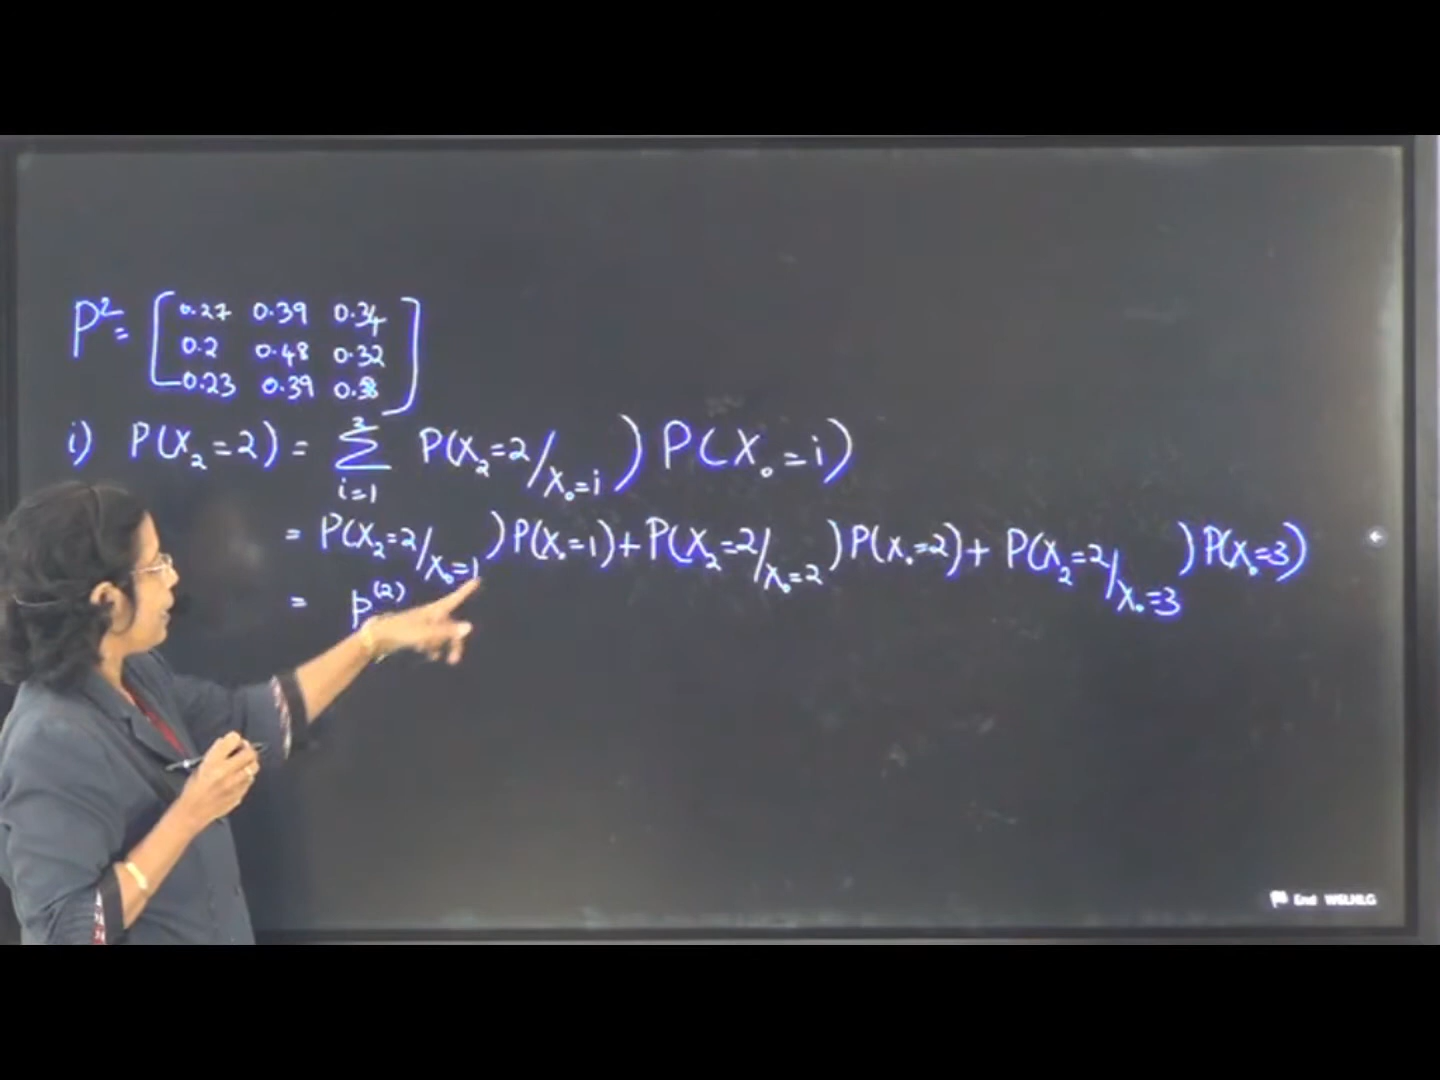 P²= [ 0.27 0.39 0.34
0.2 0.48 0.32
0.23 0.39 0.38 ]
i) P(X₂=2) = Σ i=1 3 P(X₂=2/X₀=i) P(X₀=i)
= P(X₂=2/X₀=1)P(X₀=1)+P(X₂=2/X₀=2)P(X₀=2)+P(X₂=2/X₀=3)P(X₀=3)
= p⁽²⁾
End